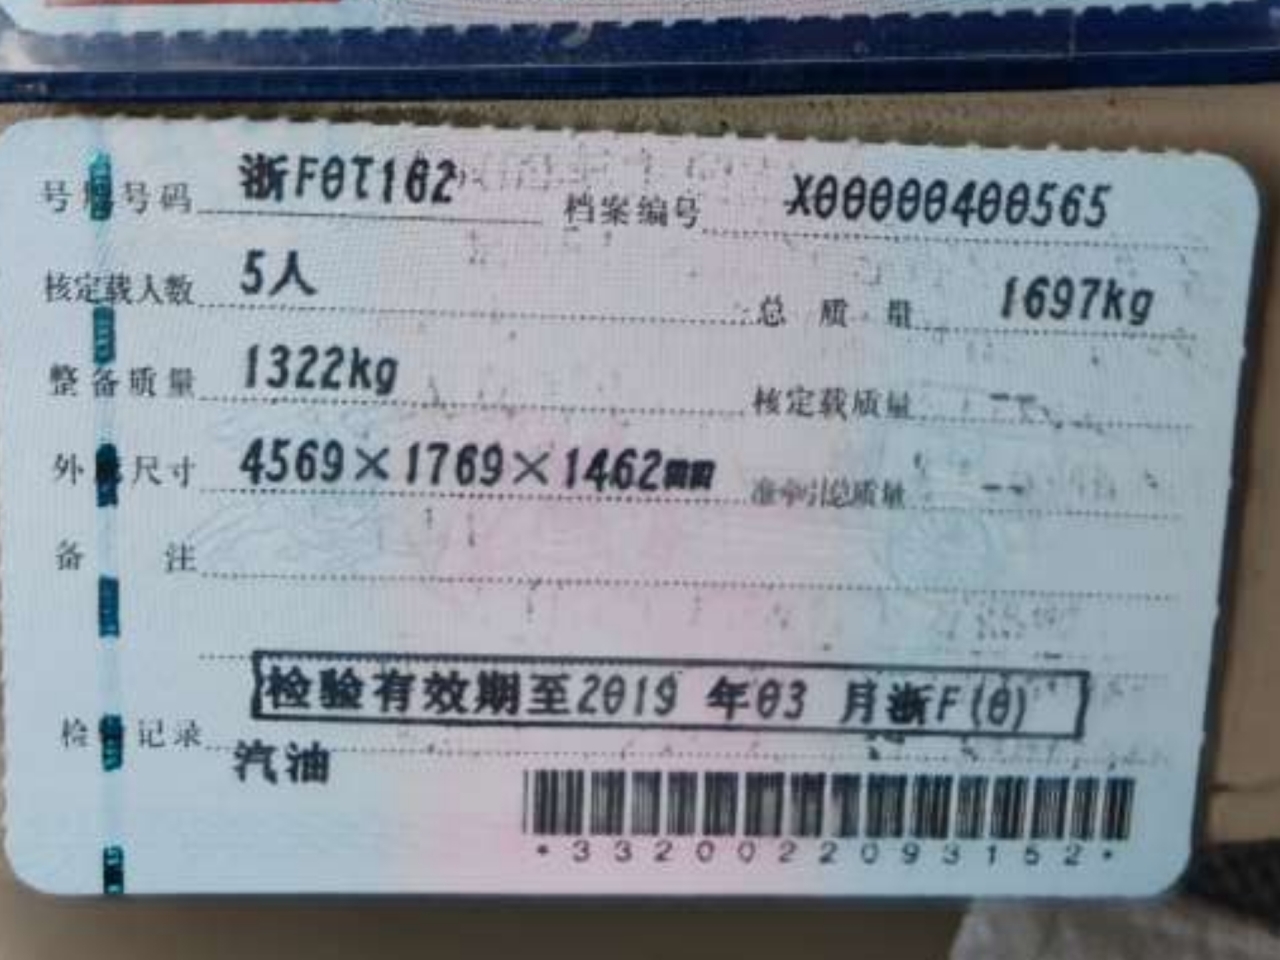 号牌号码 浙F0T162 档案编号 X00000400565
核定载人数 5人 总质量 1697kg
整备质量 1322kg 核定载质量 --
外廓尺寸 4569×1769×1462mm 准牵引总质量 --
备注
检验有效期至2019年03月浙F(0)
检验记录
汽油
*3320022093152*